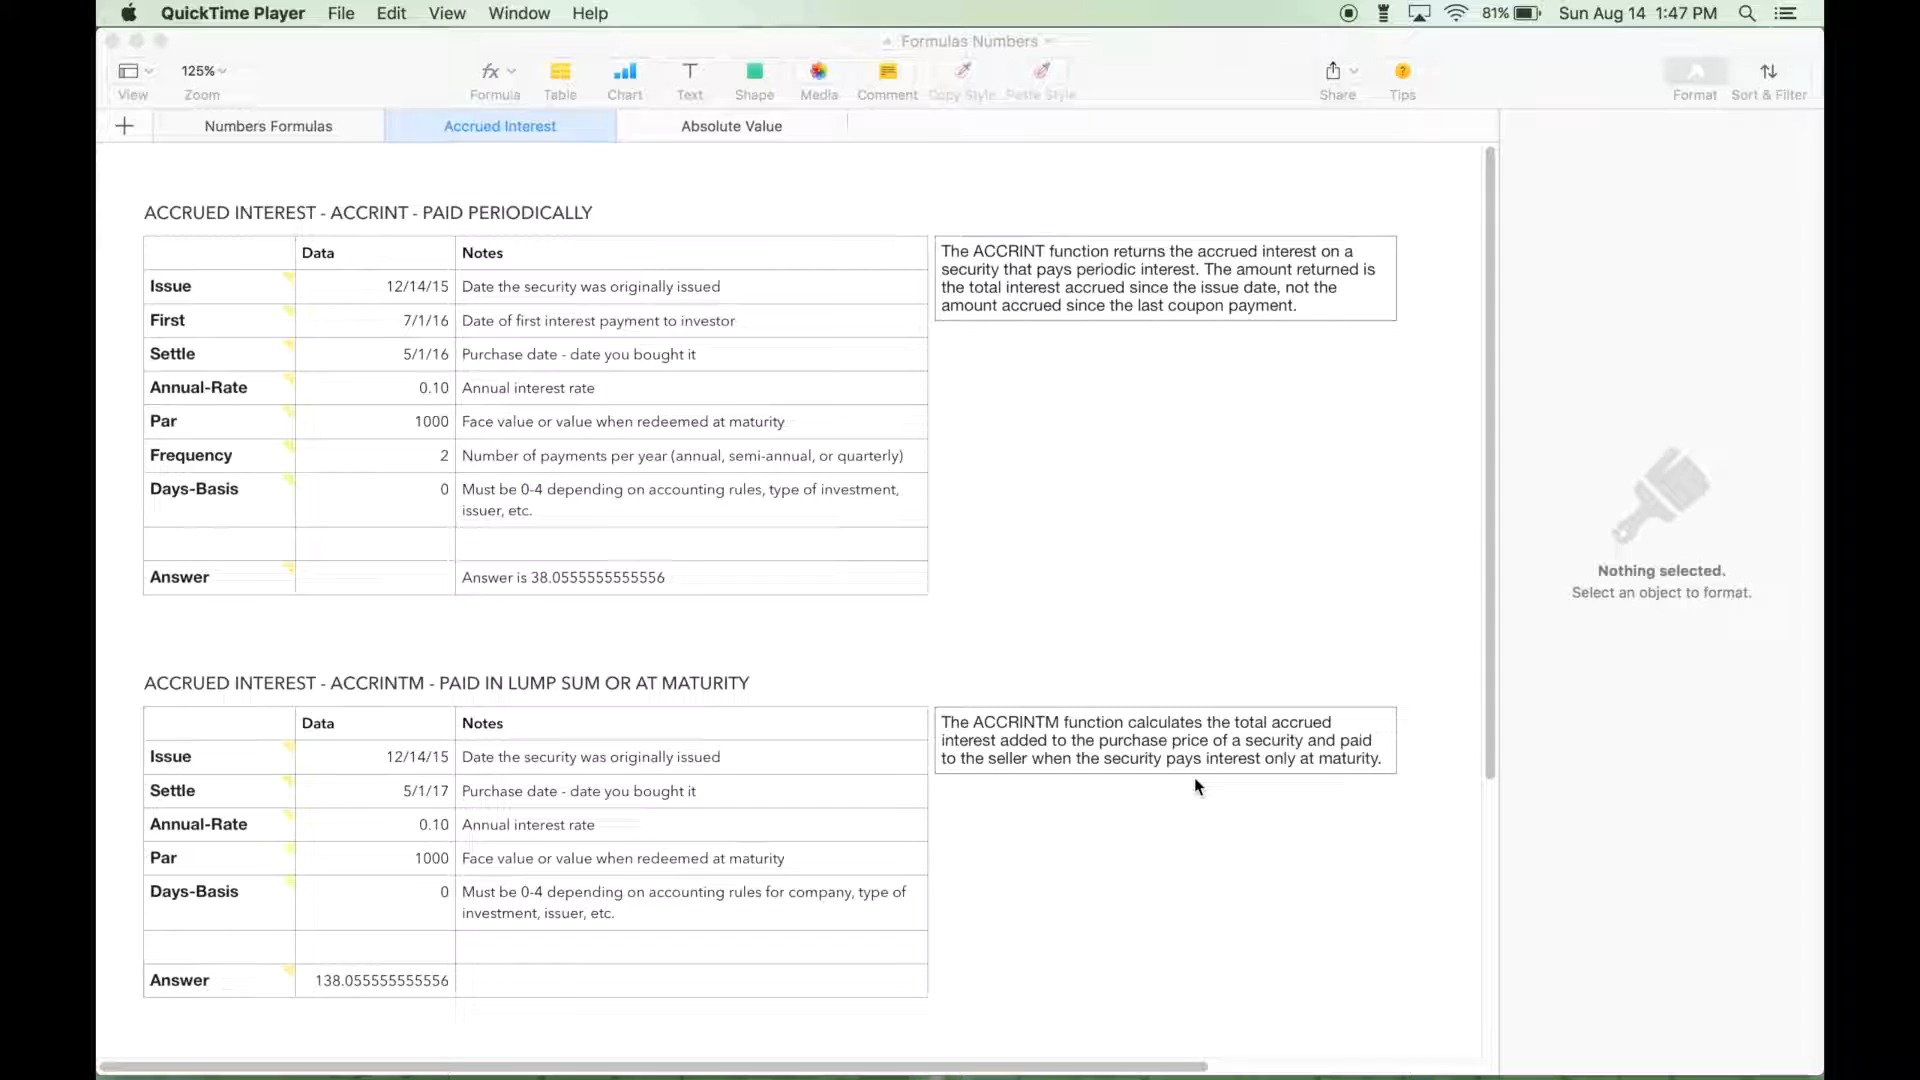 QuickTime Player File Edit View Window Help 81% Sun Aug 14 1:47 PM
Formulas Numbers
125%
View Zoom Formula Table Chart Text Shape Media Comment Copy Style Paste Style Share Tips Format Sort & Filter
Numbers Formulas Accrued Interest Absolute Value
ACCRUED INTEREST - ACCRINT - PAID PERIODICALLY
Data Notes
Issue 12/14/15 Date the security was originally issued
First 7/1/16 Date of first interest payment to investor
Settle 5/1/16 Purchase date - date you bought it
Annual-Rate 0.10 Annual interest rate
Par 1000 Face value or value when redeemed at maturity
Frequency 2 Number of payments per year (annual, semi-annual, or quarterly)
Days-Basis 0 Must be 0-4 depending on accounting rules, type of investment,
issuer, etc.
Answer Answer is 38.0555555555556
The ACCRINT function returns the accrued interest on a
security that pays periodic interest. The amount returned is
the total interest accrued since the issue date, not the
amount accrued since the last coupon payment.
Nothing selected.
Select an object to format.
ACCRUED INTEREST - ACCRINTM - PAID IN LUMP SUM OR AT MATURITY
Data Notes
Issue 12/14/15 Date the security was originally issued
Settle 5/1/17 Purchase date - date you bought it
Annual-Rate 0.10 Annual interest rate
Par 1000 Face value or value when redeemed at maturity
Days-Basis 0 Must be 0-4 depending on accounting rules for company, type of
investment, issuer, etc.
Answer 138.055555555556
The ACCRINTM function calculates the total accrued
interest added to the purchase price of a security and paid
to the seller when the security pays interest only at maturity.